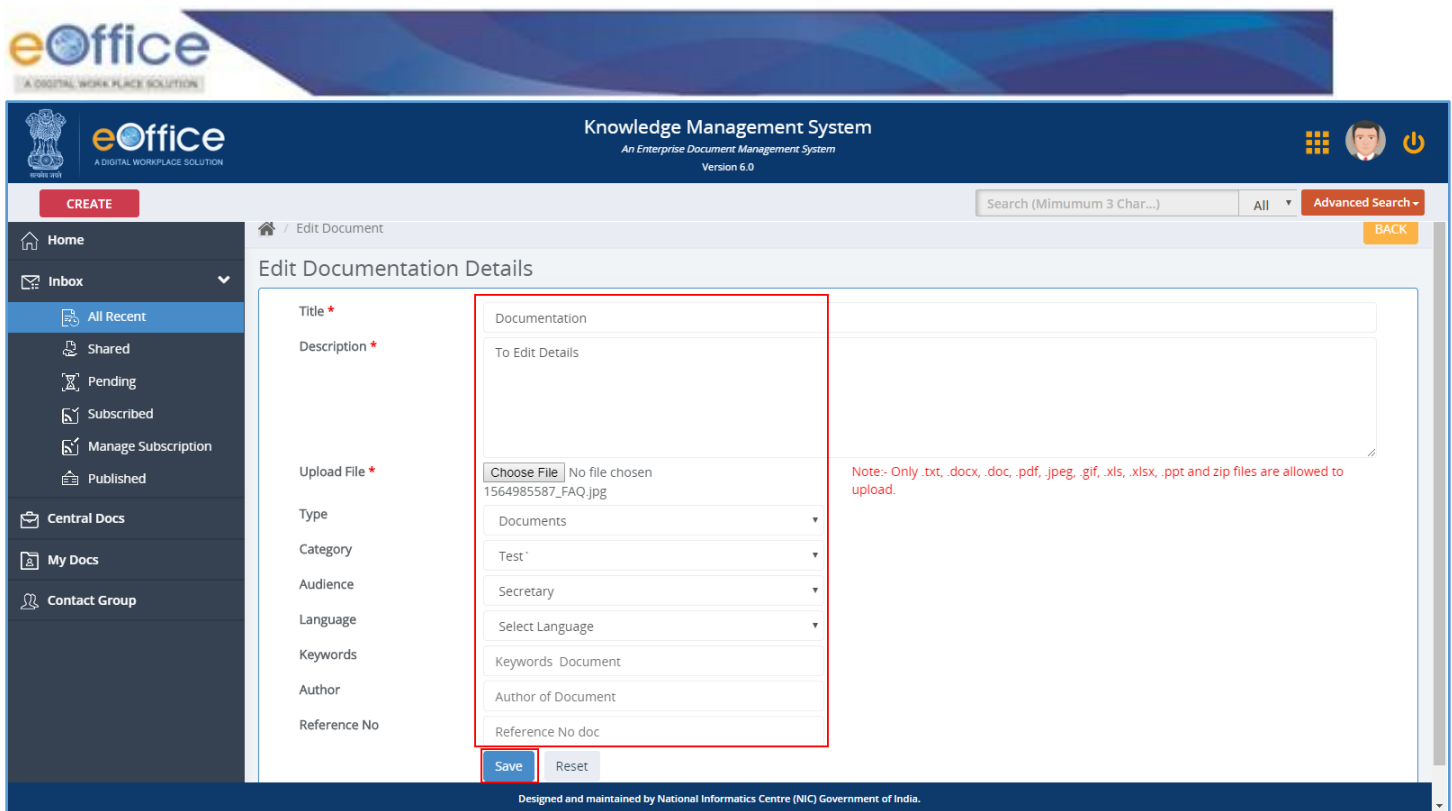 eOffice
A DIGITAL WORK PLACE SOLUTION
सत्यमेव जयते
eOffice
A DIGITAL WORKPLACE SOLUTION
Knowledge Management System
An Enterprise Document Management System
Version 6.0
CREATE
Search (Mimumum 3 Char...)
All
Advanced Search
Home
Inbox
All Recent
Shared
Pending
Subscribed
Manage Subscription
Published
Central Docs
My Docs
Contact Group
/ Edit Document
BACK
Edit Documentation Details
Title * Documentation
Description * To Edit Details
Upload File * Choose File No file chosen
1564985587_FAQ.jpg
Note:- Only .txt, .docx, .doc, .pdf, .jpeg, .gif, .xls, .xlsx, .ppt and zip files are allowed to
upload.
Type Documents
Category Test`
Audience Secretary
Language Select Language
Keywords Keywords Document
Author Author of Document
Reference No Reference No doc
Save Reset
Designed and maintained by National Informatics Centre (NIC) Government of India.